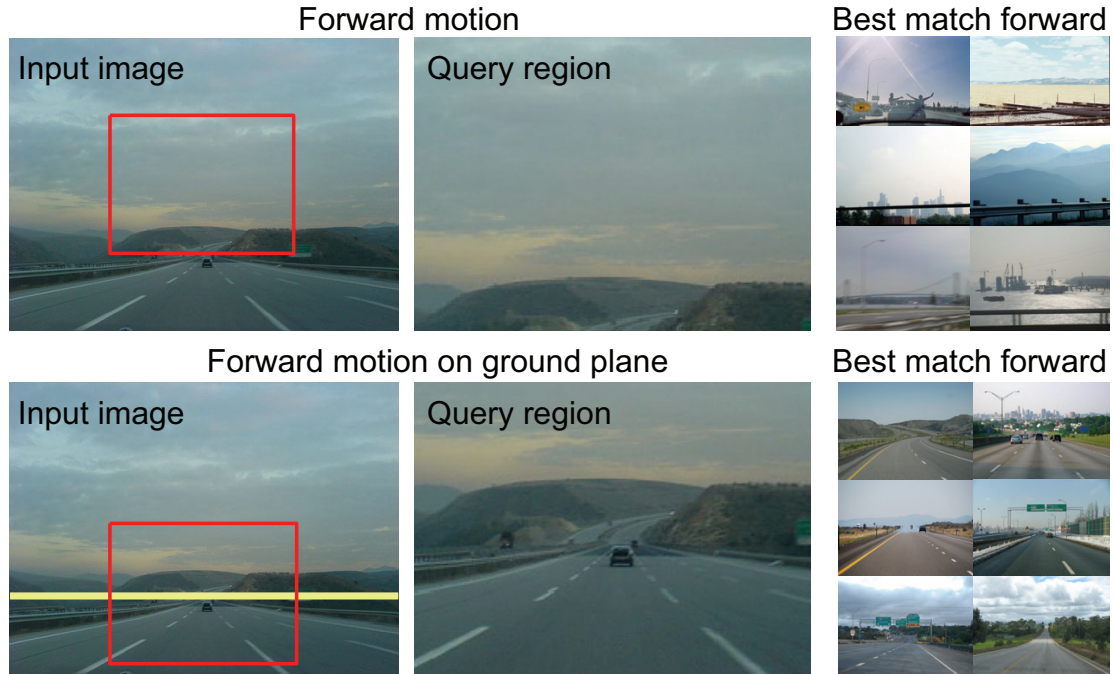 Forward motion
Best match forward
Input image
Query region
Forward motion on ground plane
Best match forward
Input image
Query region